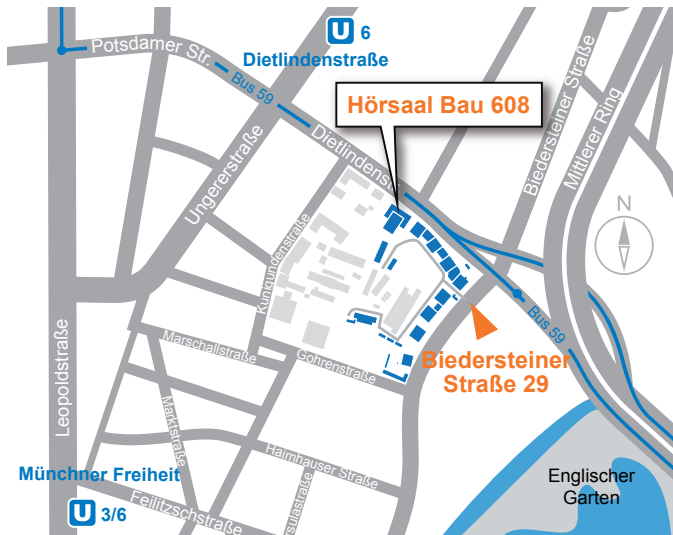 U 6
Dietlindenstraße
Potsdamer Str.
Bus 59
Hörsaal Bau 608
Biedersteiner Straße
Mittlerer Ring
Dietlindenstr.
Ungererstraße
N
Kunigundenstraße
Leopoldstraße
Bus 59
Marschallstraße
Gohrenstraße
Biedersteiner
Straße 29
Marktstraße
Haimhauser Straße
Münchner Freiheit
U 3/6
Feilitzschstraße
Englischer
Garten